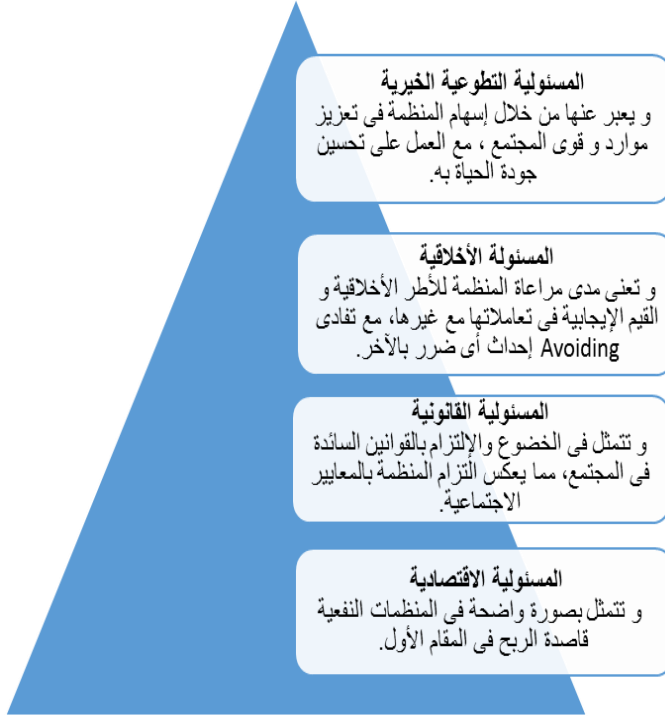 المسئولية التطوعية الخيرية
و يعبر عنها من خلال إسهام المنظمة فى تعزيز
موارد و قوى المجتمع ، مع العمل على تحسين
جودة الحياة به.
المسئولة الأخلاقية
و تعنى مدى مراعاة المنظمة للأطر الأخلاقية و
القيم الإيجابية فى تعاملاتها مع غيرها، مع تفادى
Avoiding إحداث أى ضرر بالآخر.
المسئولية القانونية
و تتمثل فى الخضوع والإلتزام بالقوانين السائدة
فى المجتمع، مما يعكس التزام المنظمة بالمعايير
الاجتماعية.
المسئولية الاقتصادية
و تتمثل بصورة واضحة فى المنظمات النفعية
قاصدة الربح فى المقام الأول.